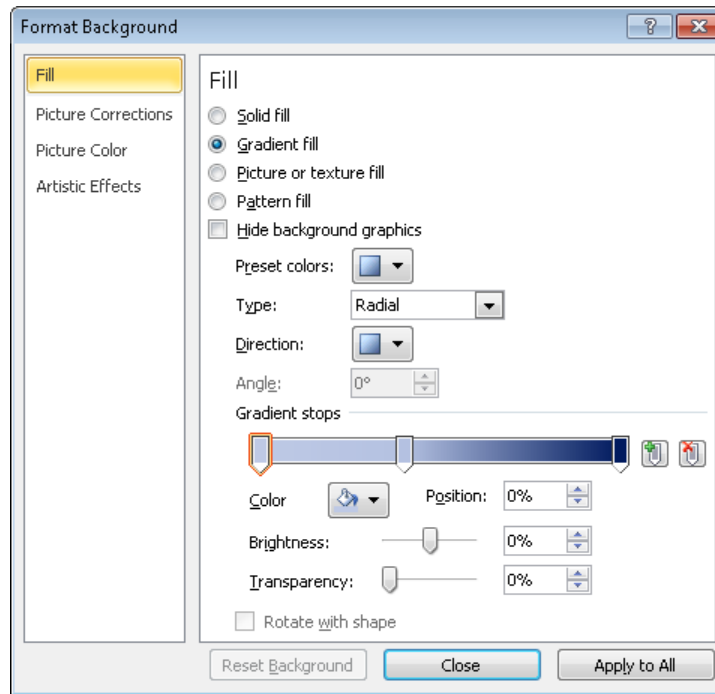 Format Background
Fill
Picture Corrections
Picture Color
Artistic Effects
Fill
Solid fill
Gradient fill
Picture or texture fill
Pattern fill
Hide background graphics
Preset colors:
Type: Radial
Direction:
Angle: 0°
Gradient stops
Color Position: 0%
Brightness: 0%
Transparency: 0%
Rotate with shape
Reset Background Close Apply to All